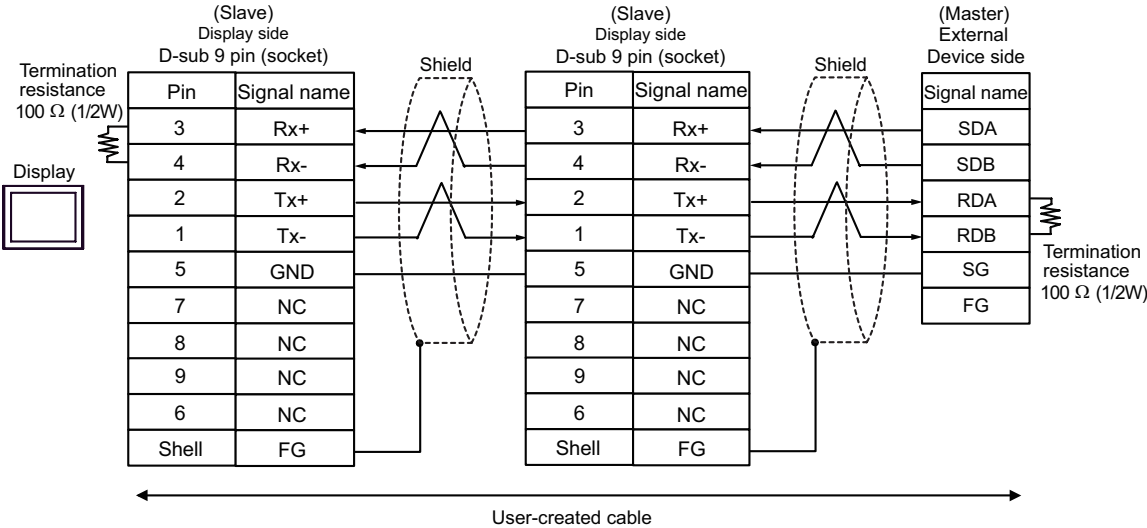 (Slave)
Display side
D-sub 9 pin (socket)
(Slave)
Display side
D-sub 9 pin (socket)
(Master)
External
Device side
Termination
resistance
100 Ω (1/2W)
Shield
Shield
Display
Pin Signal name
3 Rx+
4 Rx-
2 Tx+
1 Tx-
5 GND
7 NC
8 NC
9 NC
6 NC
Shell FG
Pin Signal name
3 Rx+
4 Rx-
2 Tx+
1 Tx-
5 GND
7 NC
8 NC
9 NC
6 NC
Shell FG
Signal name
SDA
SDB
RDA
RDB
SG
FG
Termination
resistance
100 Ω (1/2W)
User-created cable